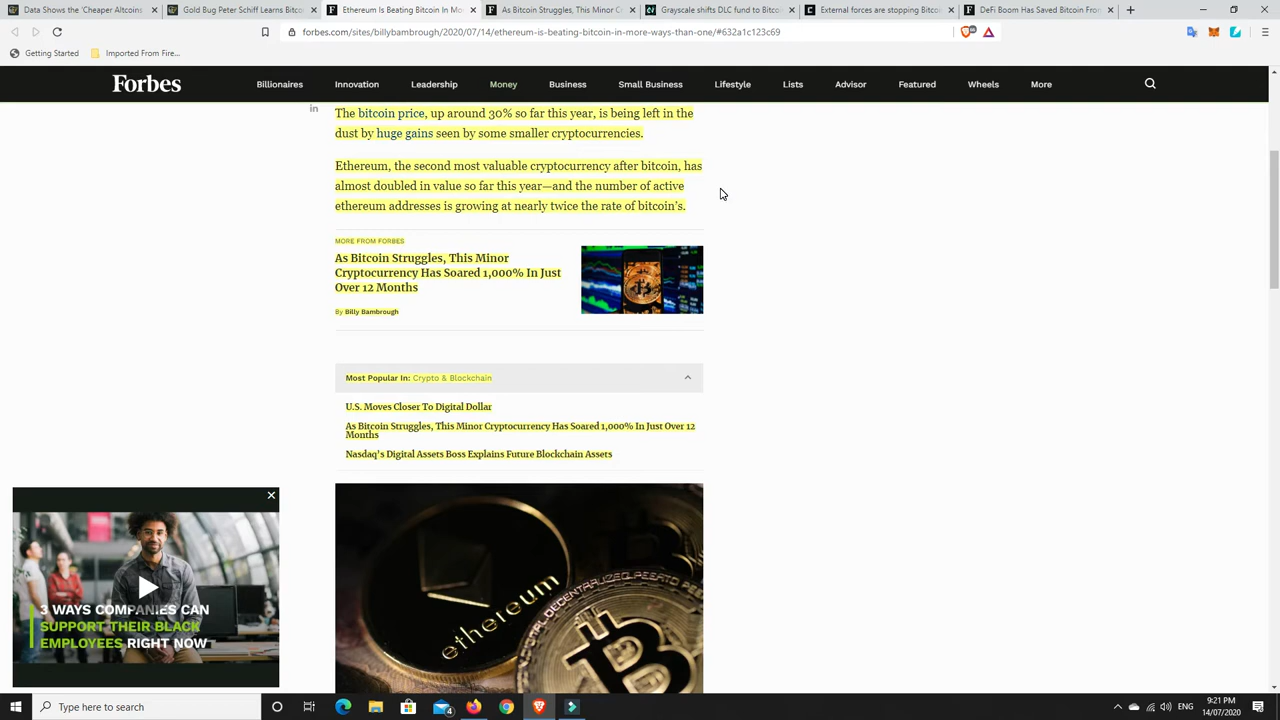 Data Shows the 'Cheaper Altcoins
Gold Bug Peter Schiff Learns Bitco
Ethereum Is Beating Bitcoin In Mo
As Bitcoin Struggles, This Minor C
Grayscale shifts DLC fund to Bitco
External forces are stopping Bitco
DeFi Boom Has Saved Bitcoin From
forbes.com/sites/billybambrough/2020/07/14/ethereum-is-beating-bitcoin-in-more-ways-than-one/#632a1c123c69
Getting Started
Imported From Fire...
Forbes
Billionaires
Innovation
Leadership
Money
Business
Small Business
Lifestyle
Lists
Advisor
Featured
Wheels
More
in
The bitcoin price, up around 30% so far this year, is being left in the
dust by huge gains seen by some smaller cryptocurrencies.
Ethereum, the second most valuable cryptocurrency after bitcoin, has
almost doubled in value so far this year—and the number of active
ethereum addresses is growing at nearly twice the rate of bitcoin's.
MORE FROM FORBES
As Bitcoin Struggles, This Minor
Cryptocurrency Has Soared 1,000% In Just
Over 12 Months
By Billy Bambrough
Most Popular In: Crypto & Blockchain
U.S. Moves Closer To Digital Dollar
As Bitcoin Struggles, This Minor Cryptocurrency Has Soared 1,000% In Just Over 12
Months
Nasdaq's Digital Assets Boss Explains Future Blockchain Assets
3 WAYS COMPANIES CAN
SUPPORT THEIR BLACK
EMPLOYEES RIGHT NOW
ethereum
DECENTRALIZED
Type here to search
4
ENG
9:21 PM
14/07/2020